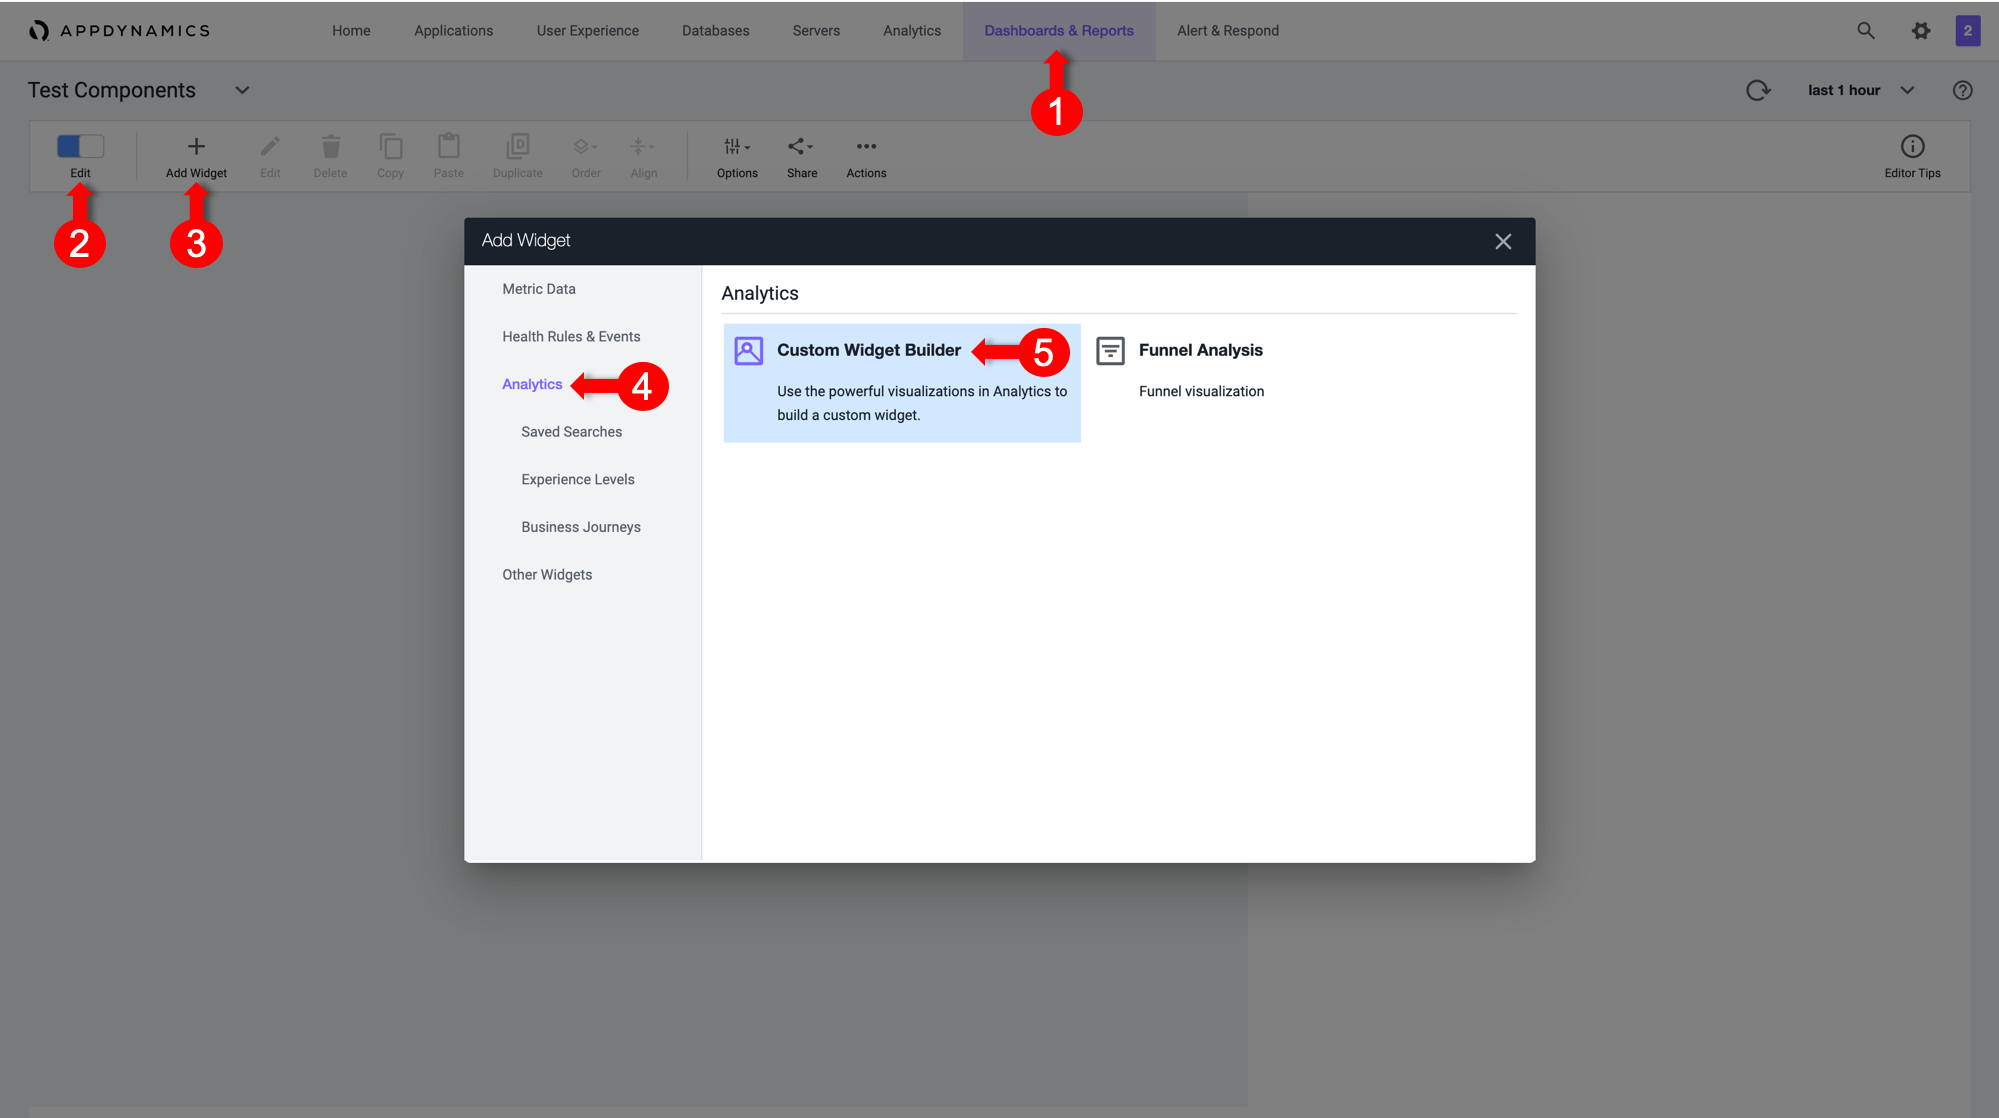 APPDYNAMICS Home Applications User Experience Databases Servers Analytics Dashboards & Reports Alert & Respond 2
Test Components last 1 hour ?
1
Edit Add Widget Edit Delete Copy Paste Duplicate Order Align Options Share Actions Editor Tips
2 3
Add Widget
Metric Data
Health Rules & Events
Analytics 4
Saved Searches
Experience Levels
Business Journeys
Other Widgets
Analytics
Custom Widget Builder 5
Use the powerful visualizations in Analytics to
build a custom widget.
Funnel Analysis
Funnel visualization